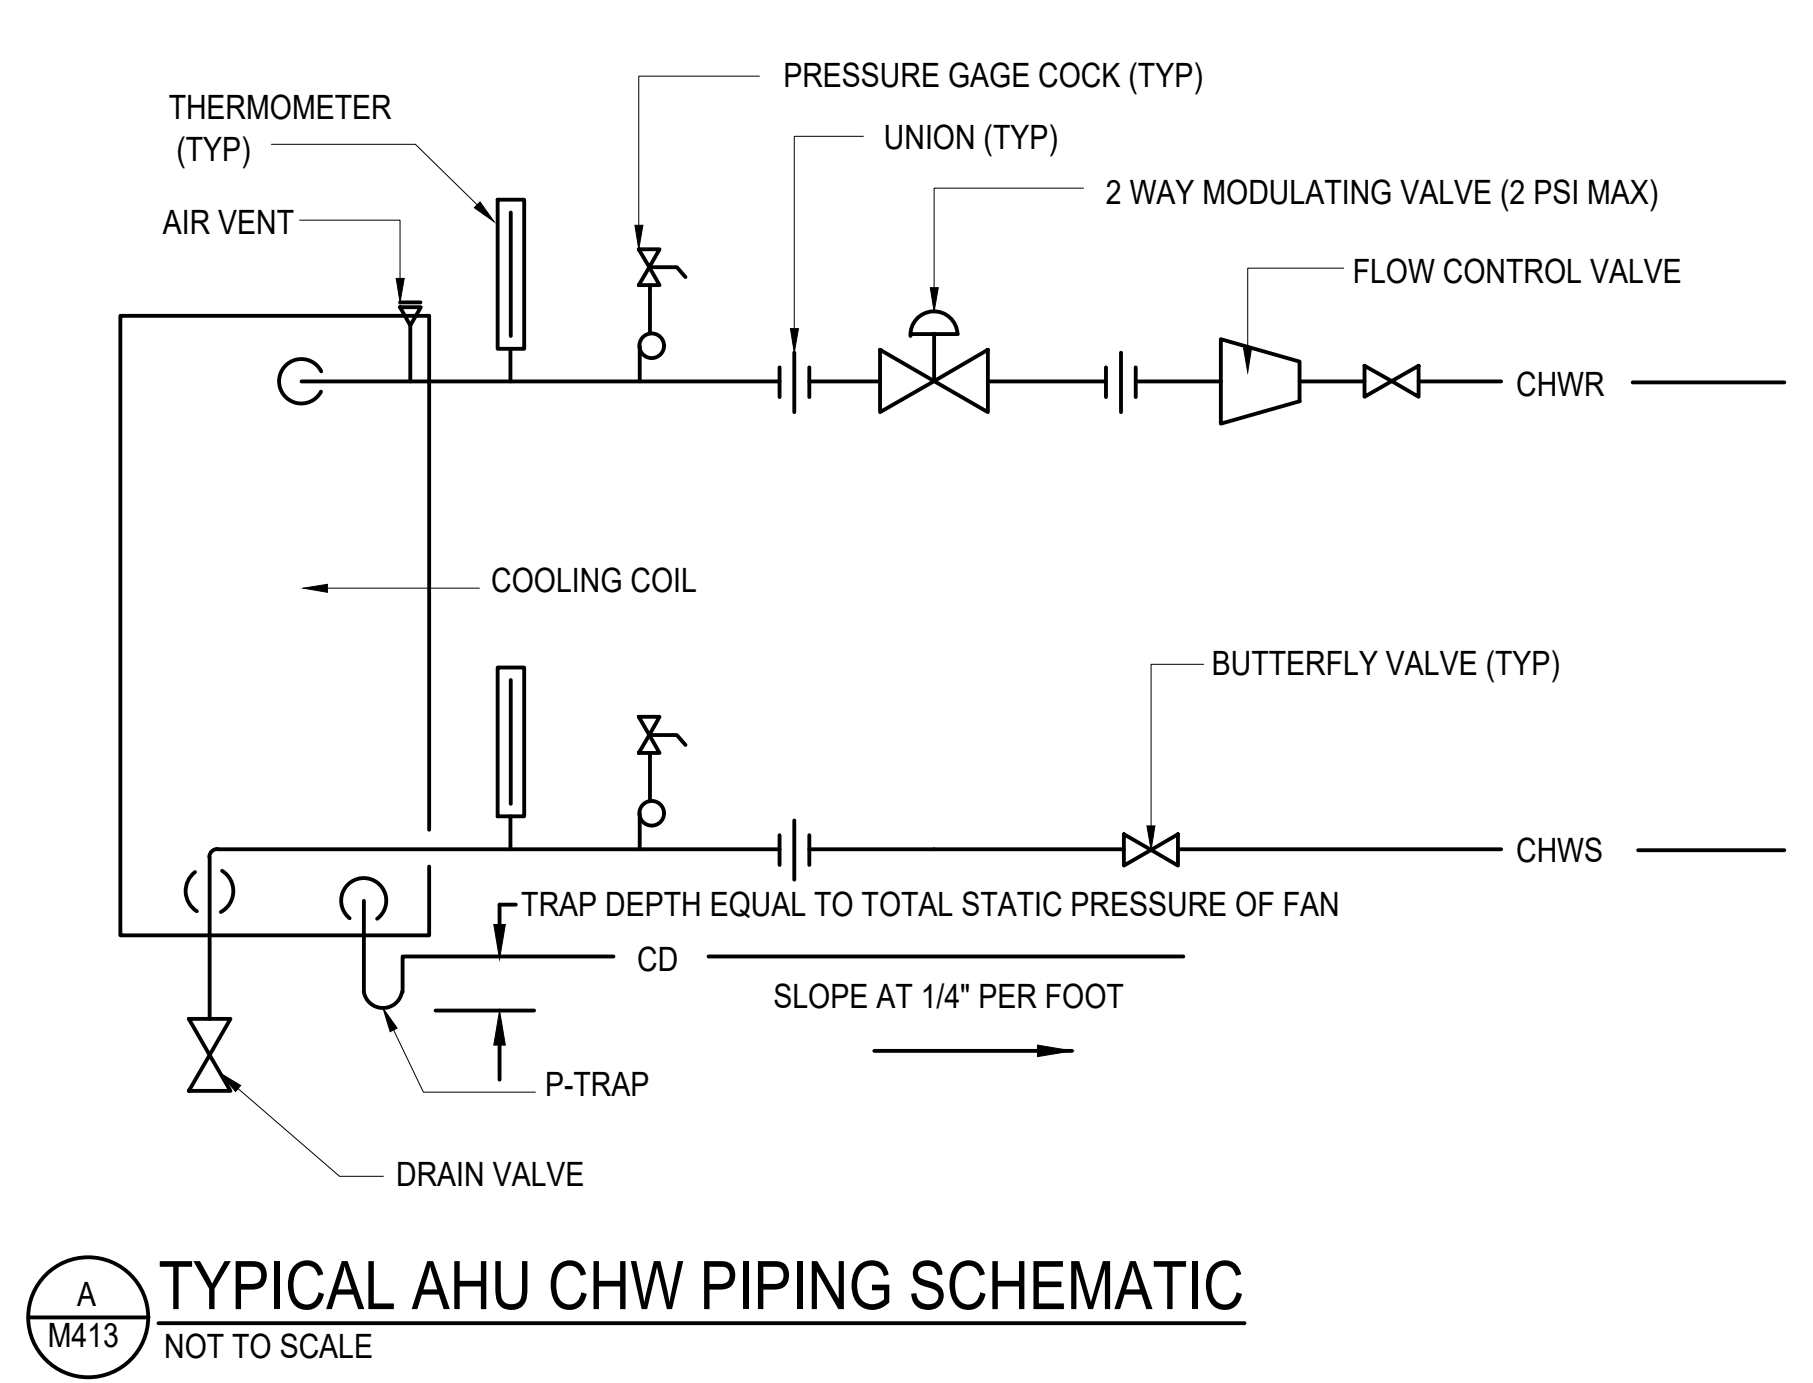 PRESSURE GAGE COCK (TYP)
THERMOMETER
(TYP)
UNION (TYP)
2 WAY MODULATING VALVE (2 PSI MAX)
AIR VENT
FLOW CONTROL VALVE
CHWR
COOLING COIL
BUTTERFLY VALVE (TYP)
CHWS
TRAP DEPTH EQUAL TO TOTAL STATIC PRESSURE OF FAN
CD
SLOPE AT 1/4" PER FOOT
P-TRAP
DRAIN VALVE
A
M413
TYPICAL AHU CHW PIPING SCHEMATIC
NOT TO SCALE